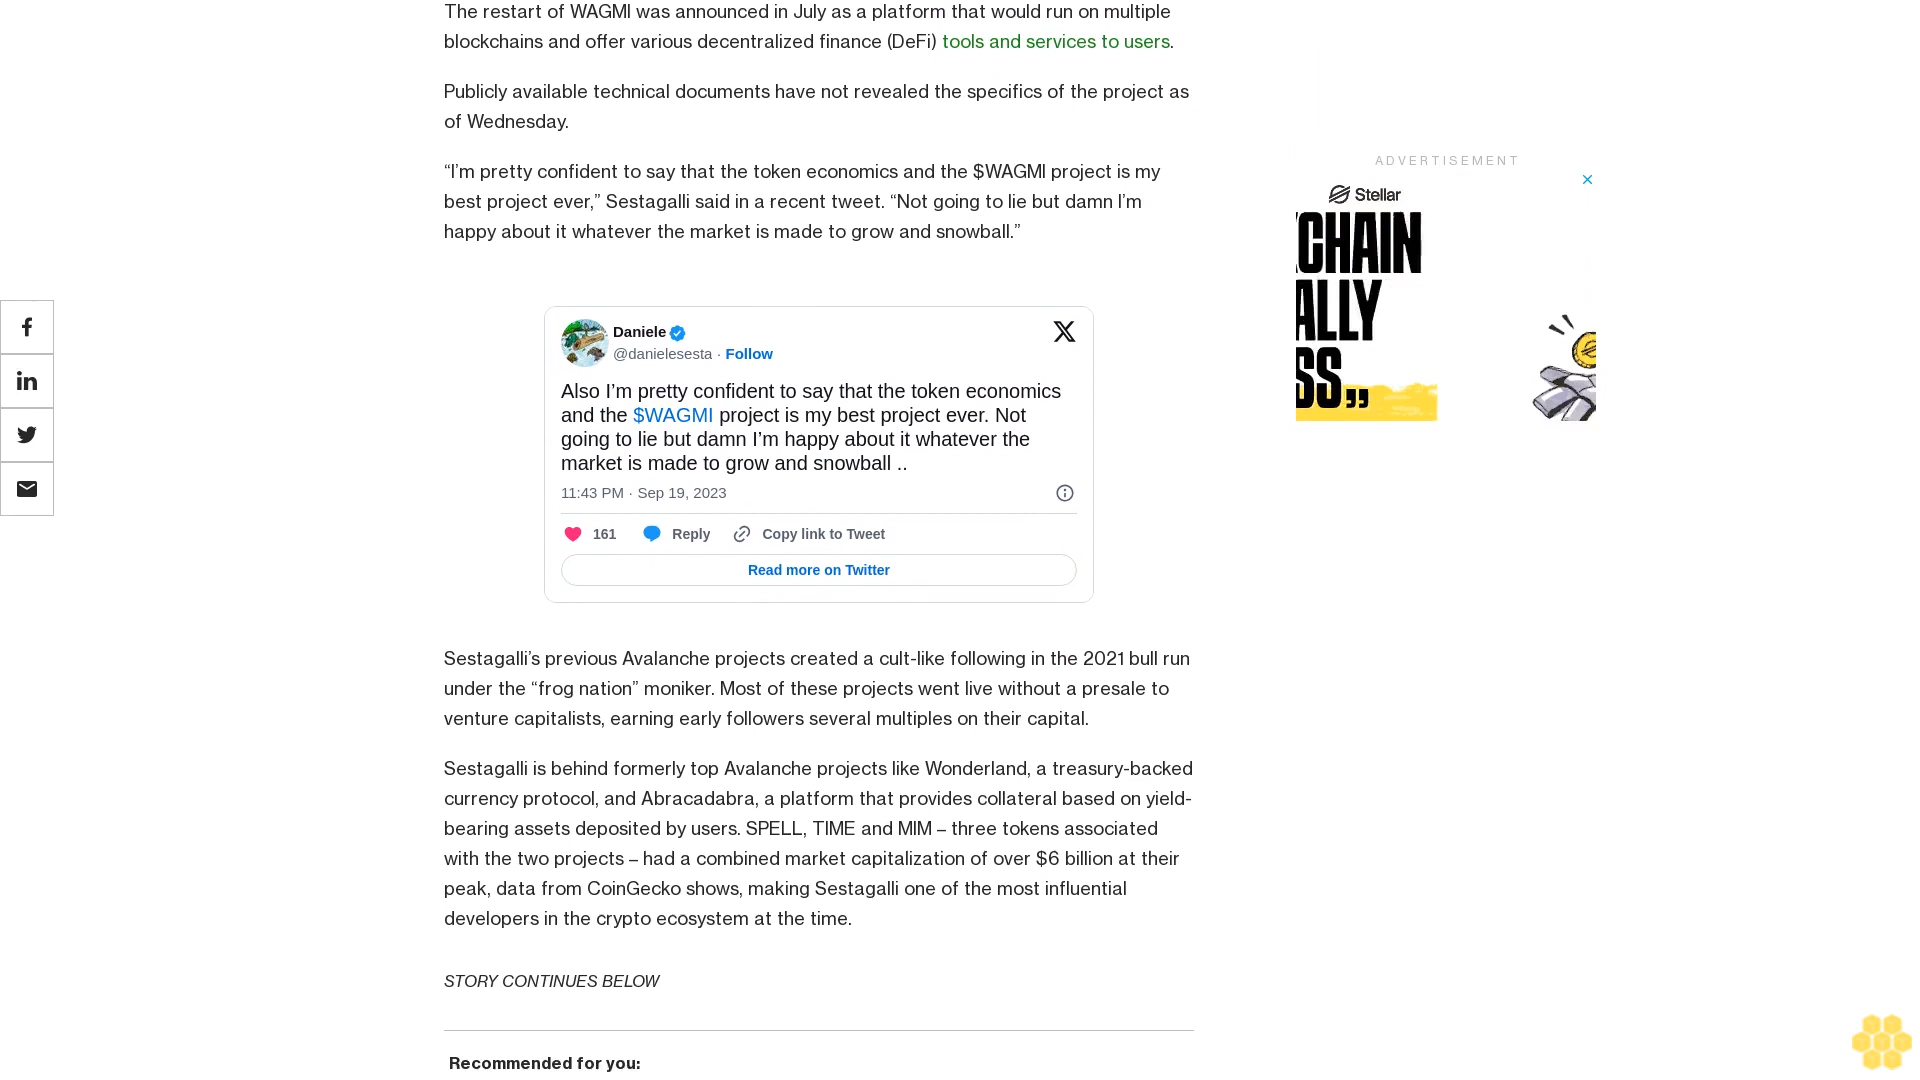 The restart of WAGMI was announced in July as a platform that would run on multiple
blockchains and offer various decentralized finance (DeFi) tools and services to users.
Publicly available technical documents have not revealed the specifics of the project as
of Wednesday.
“I’m pretty confident to say that the token economics and the $WAGMI project is my
best project ever,” Sestagalli said in a recent tweet. “Not going to lie but damn I’m
happy about it whatever the market is made to grow and snowball.”
Daniele
@danielesesta · Follow
Also I’m pretty confident to say that the token economics
and the $WAGMI project is my best project ever. Not
going to lie but damn I’m happy about it whatever the
market is made to grow and snowball ..
11:43 PM · Sep 19, 2023
161 Reply Copy link to Tweet
Read more on Twitter
Sestagalli’s previous Avalanche projects created a cult-like following in the 2021 bull run
under the “frog nation” moniker. Most of these projects went live without a presale to
venture capitalists, earning early followers several multiples on their capital.
Sestagalli is behind formerly top Avalanche projects like Wonderland, a treasury-backed
currency protocol, and Abracadabra, a platform that provides collateral based on yield-
bearing assets deposited by users. SPELL, TIME and MIM – three tokens associated
with the two projects – had a combined market capitalization of over $6 billion at their
peak, data from CoinGecko shows, making Sestagalli one of the most influential
developers in the crypto ecosystem at the time.
STORY CONTINUES BELOW
Recommended for you:
ADVERTISEMENT
Stellar
CHAIN
ALLY
SS„